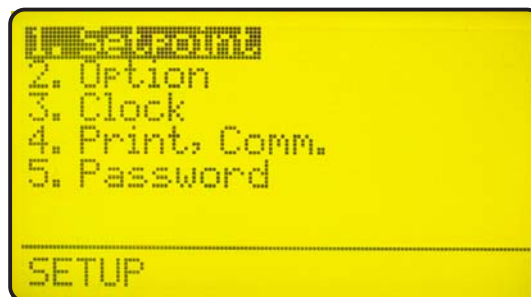 1. Setpoint
2. Option
3. Clock
4. Print, Comm.
5. Password
SETUP